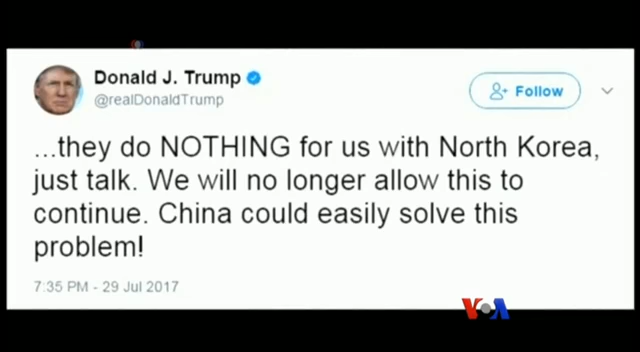 Donald J. Trump
@realDonaldTrump
Follow
...they do NOTHING for us with North Korea,
just talk. We will no longer allow this to
continue. China could easily solve this
problem!
7:35 PM - 29 Jul 2017
VOA